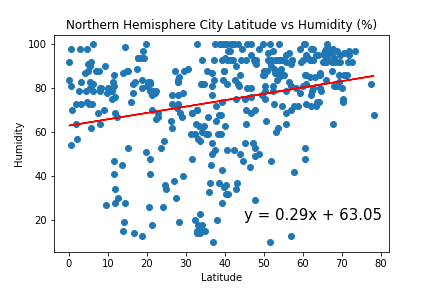 Northern Hemisphere City Latitude vs Humidity (%)
100
80
60
40
20
Humidity
y = 0.29x + 63.05
0 10 20 30 40 50 60 70 80
Latitude